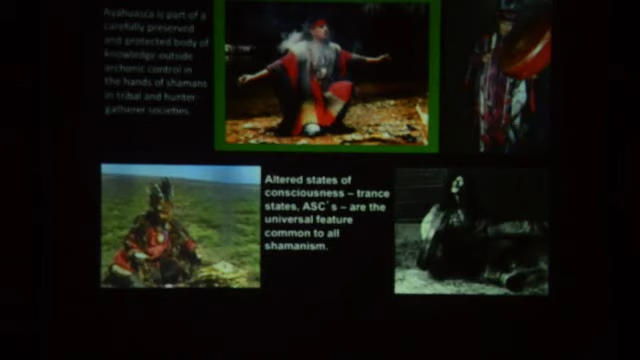 Ayahuasca is part of a
carefully preserved
and protected body of
knowledge outside
archonic control in
the hands of shamans
in tribal and hunter-
gatherer societies.
Altered states of
consciousness – trance
states, ASC's – are the
universal feature
common to all
shamanism.